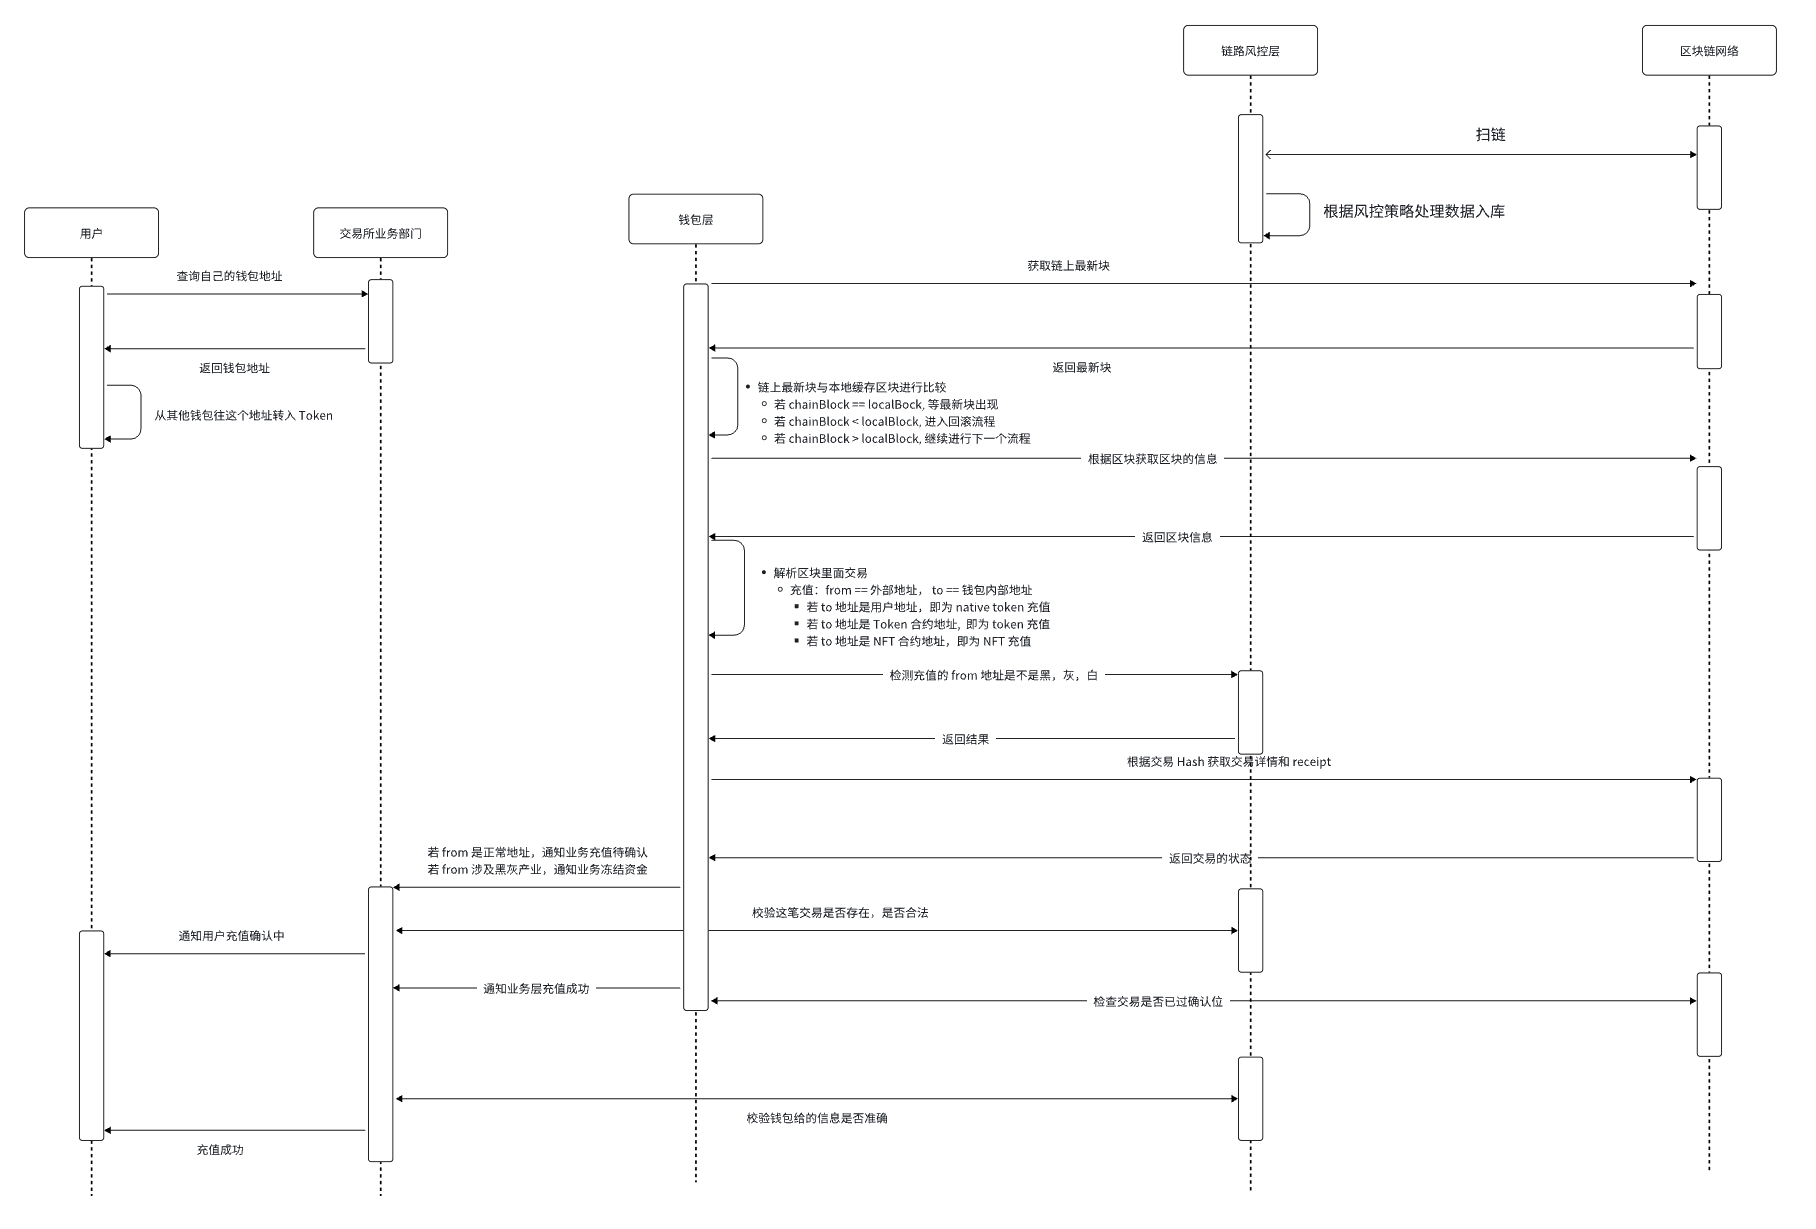 链路风控层
区块链网络
扫链
根据风控策略处理数据入库
钱包层
用户
交易所业务部门
获取链上最新块
查询自己的钱包地址
返回钱包地址
返回最新块
链上最新块与本地缓存区块进行比较
若 chainBlock == localBock, 等最新块出现
若 chainBlock < localBlock, 进入回滚流程
若 chainBlock > localBlock, 继续进行下一个流程
从其他钱包往这个地址转入 Token
根据区块获取区块的信息
返回区块信息
解析区块里面交易
充值：from == 外部地址， to == 钱包内部地址
若 to 地址是用户地址，即为 native token 充值
若 to 地址是 Token 合约地址, 即为 token 充值
若 to 地址是 NFT 合约地址，即为 NFT 充值
检测充值的 from 地址是不是黑，灰，白
返回结果
根据交易 Hash 获取交易详情和 receipt
若 from 是正常地址，通知业务充值待确认
若 from 涉及黑灰产业，通知业务冻结资金
返回交易的状态
校验这笔交易是否存在，是否合法
通知用户充值确认中
通知业务层充值成功
检查交易是否已过确认位
校验钱包给的信息是否准确
充值成功